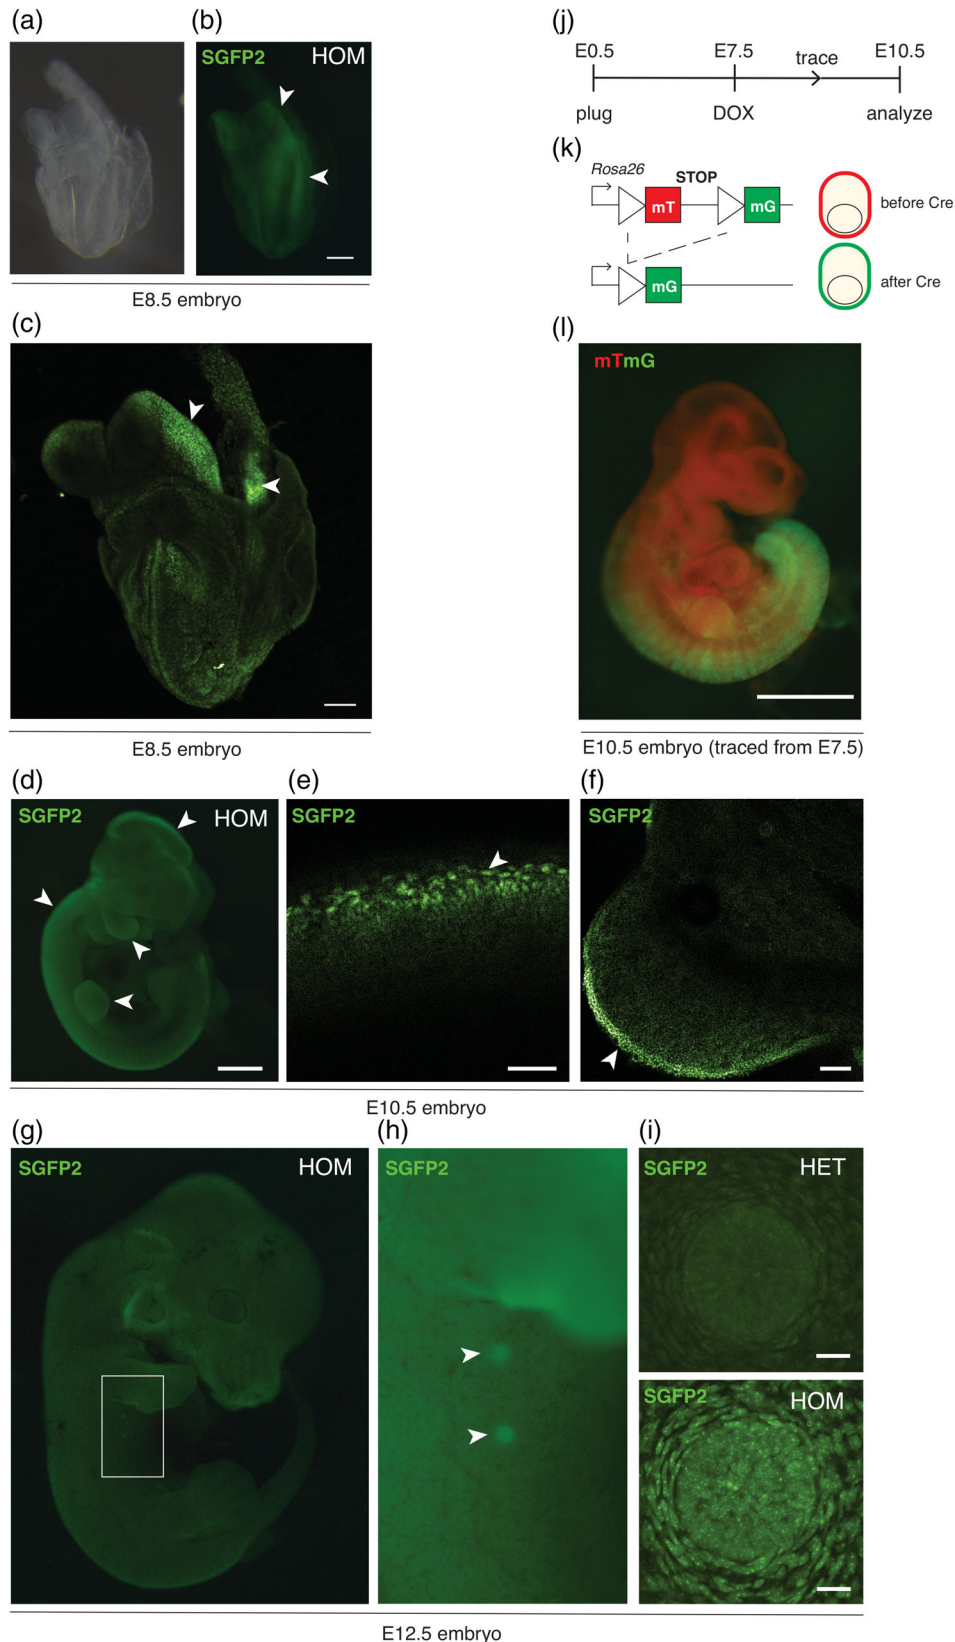 (a)
(b)
SGFP2
HOM
E8.5 embryo
(c)
E8.5 embryo
(d)
SGFP2
HOM
(e)
SGFP2
(f)
SGFP2
E10.5 embryo
(g)
SGFP2
HOM
(h)
SGFP2
(i)
SGFP2
HET
SGFP2
HOM
E12.5 embryo
(j)
E0.5
E7.5
trace
E10.5
plug
DOX
analyze
(k)
Rosa26
STOP
mT
mG
before Cre
mG
after Cre
(l)
mTmG
E10.5 embryo (traced from E7.5)